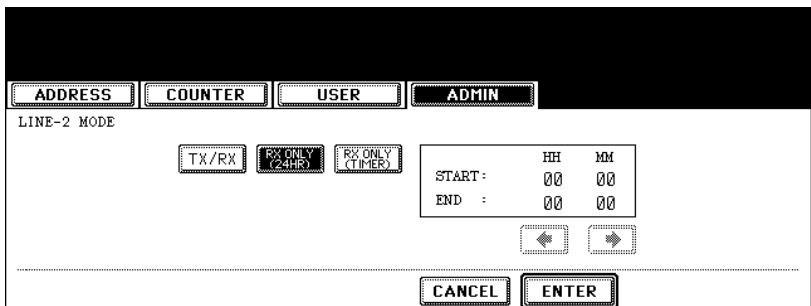 ADDRESS COUNTER USER ADMIN
LINE-2 MODE
TX/RX RX ONLY (24HR) RX ONLY (TIMER)
HH MM
START: 00 00
END : 00 00
CANCEL ENTER